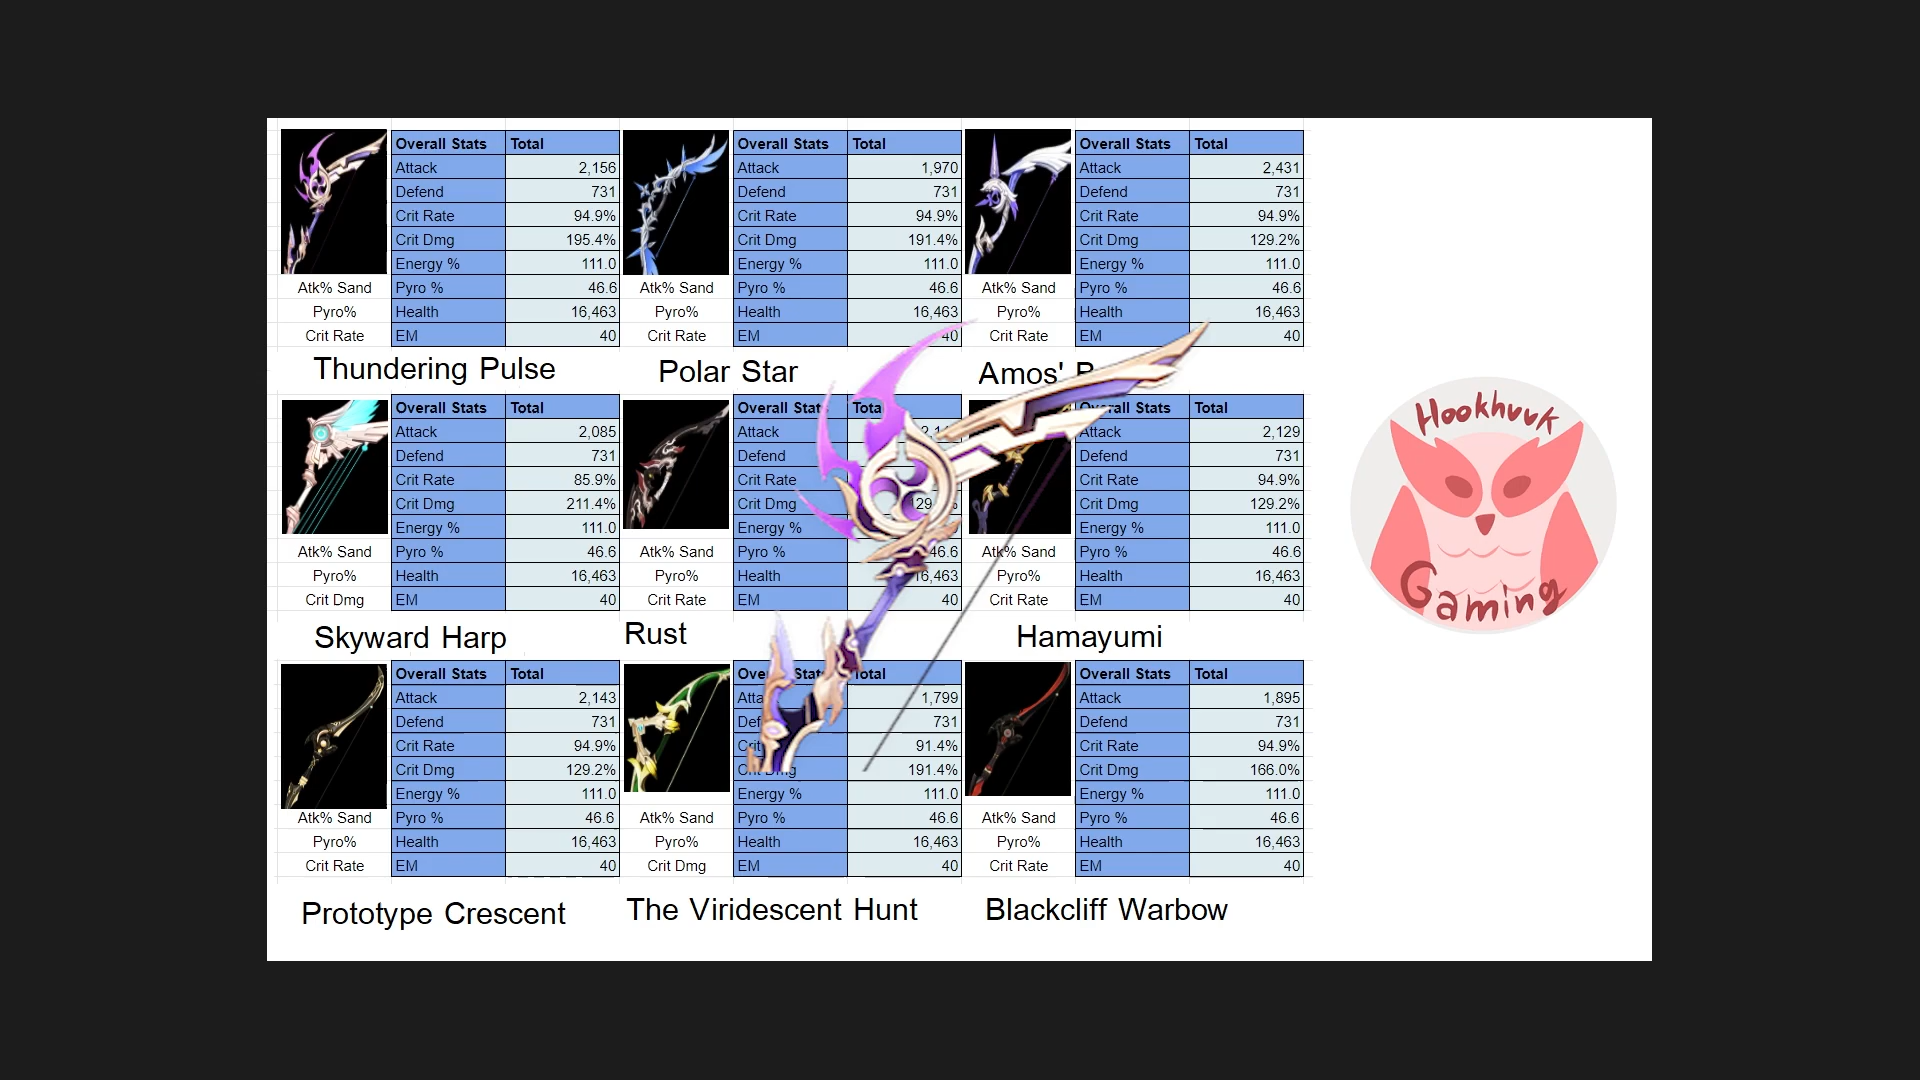 Overall Stats Total
Attack 2,156
Defend 731
Crit Rate 94.9%
Crit Dmg 195.4%
Energy % 111.0
Atk% Sand Pyro % 46.6
Pyro% Health 16,463
Crit Rate EM 40
Thundering Pulse
Overall Stats Total
Attack 1,970
Defend 731
Crit Rate 94.9%
Crit Dmg 191.4%
Energy % 111.0
Atk% Sand Pyro % 46.6
Pyro% Health 16,463
Crit Rate EM 40
Polar Star
Overall Stats Total
Attack 2,431
Defend 731
Crit Rate 94.9%
Crit Dmg 129.2%
Energy % 111.0
Atk% Sand Pyro % 46.6
Pyro% Health 16,463
Crit Rate EM 40
Amos'
Overall Stats Total
Attack 2,085
Defend 731
Crit Rate 85.9%
Crit Dmg 211.4%
Energy % 111.0
Atk% Sand Pyro % 46.6
Pyro% Health 16,463
Crit Dmg EM 40
Skyward Harp
Overall Stats Total
Attack
Defend
Crit Rate
Crit Dmg
Energy %
Atk% Sand Pyro % 46.6
Pyro% Health 16,463
Crit Rate EM 40
Rust
Overall Stats Total
Attack 2,129
Defend 731
Crit Rate 94.9%
Crit Dmg 129.2%
Energy % 111.0
Atk% Sand Pyro % 46.6
Pyro% Health 16,463
Crit Rate EM 40
Hamayumi
Overall Stats Total
Attack 2,143
Defend 731
Crit Rate 94.9%
Crit Dmg 129.2%
Energy % 111.0
Atk% Sand Pyro % 46.6
Pyro% Health 16,463
Crit Rate EM 40
Prototype Crescent
Total
1,799
731
91.4%
191.4%
Energy % 111.0
Atk% Sand Pyro % 46.6
Pyro% Health 16,463
Crit Dmg EM 40
The Viridescent Hunt
Overall Stats Total
Attack 1,895
Defend 731
Crit Rate 94.9%
Crit Dmg 166.0%
Energy % 111.0
Atk% Sand Pyro % 46.6
Pyro% Health 16,463
Crit Rate EM 40
Blackcliff Warbow
Hookhuuk
Gaming